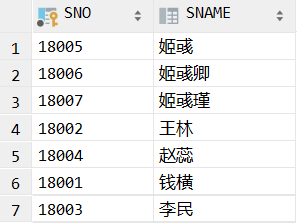 SNO SNAME
1 18005 姬彧
2 18006 姬彧卿
3 18007 姬彧瑾
4 18002 王林
5 18004 赵蕊
6 18001 钱横
7 18003 李民